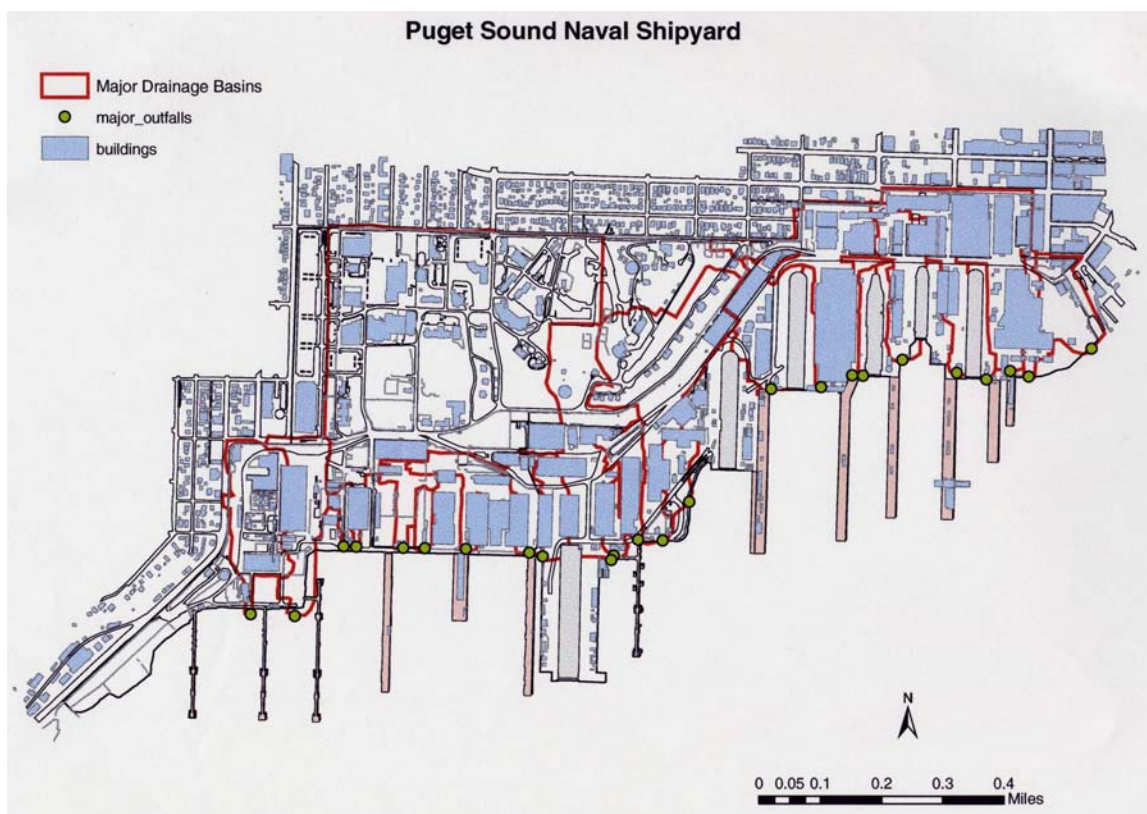 Puget Sound Naval Shipyard
Major Drainage Basins
major_outfalls
buildings
N
0 0.05 0.1 0.2 0.3 0.4
Miles